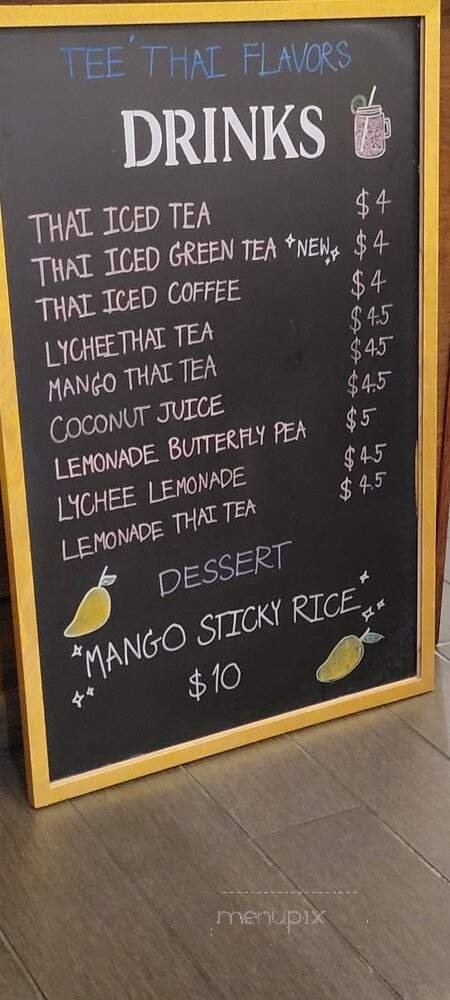 TEE' THAI FLAVORS
DRINKS
THAI ICED TEA $4
THAI ICED GREEN TEA NEW $4
THAI ICED COFFEE $4
LYCHEE THAI TEA $4.5
MANGO THAI TEA $4.5
COCONUT JUICE $4.5
LEMONADE BUTTERFLY PEA $5
LYCHEE LEMONADE $4.5
LEMONADE THAI TEA $4.5
DESSERT
MANGO STICKY RICE
$10
menupix